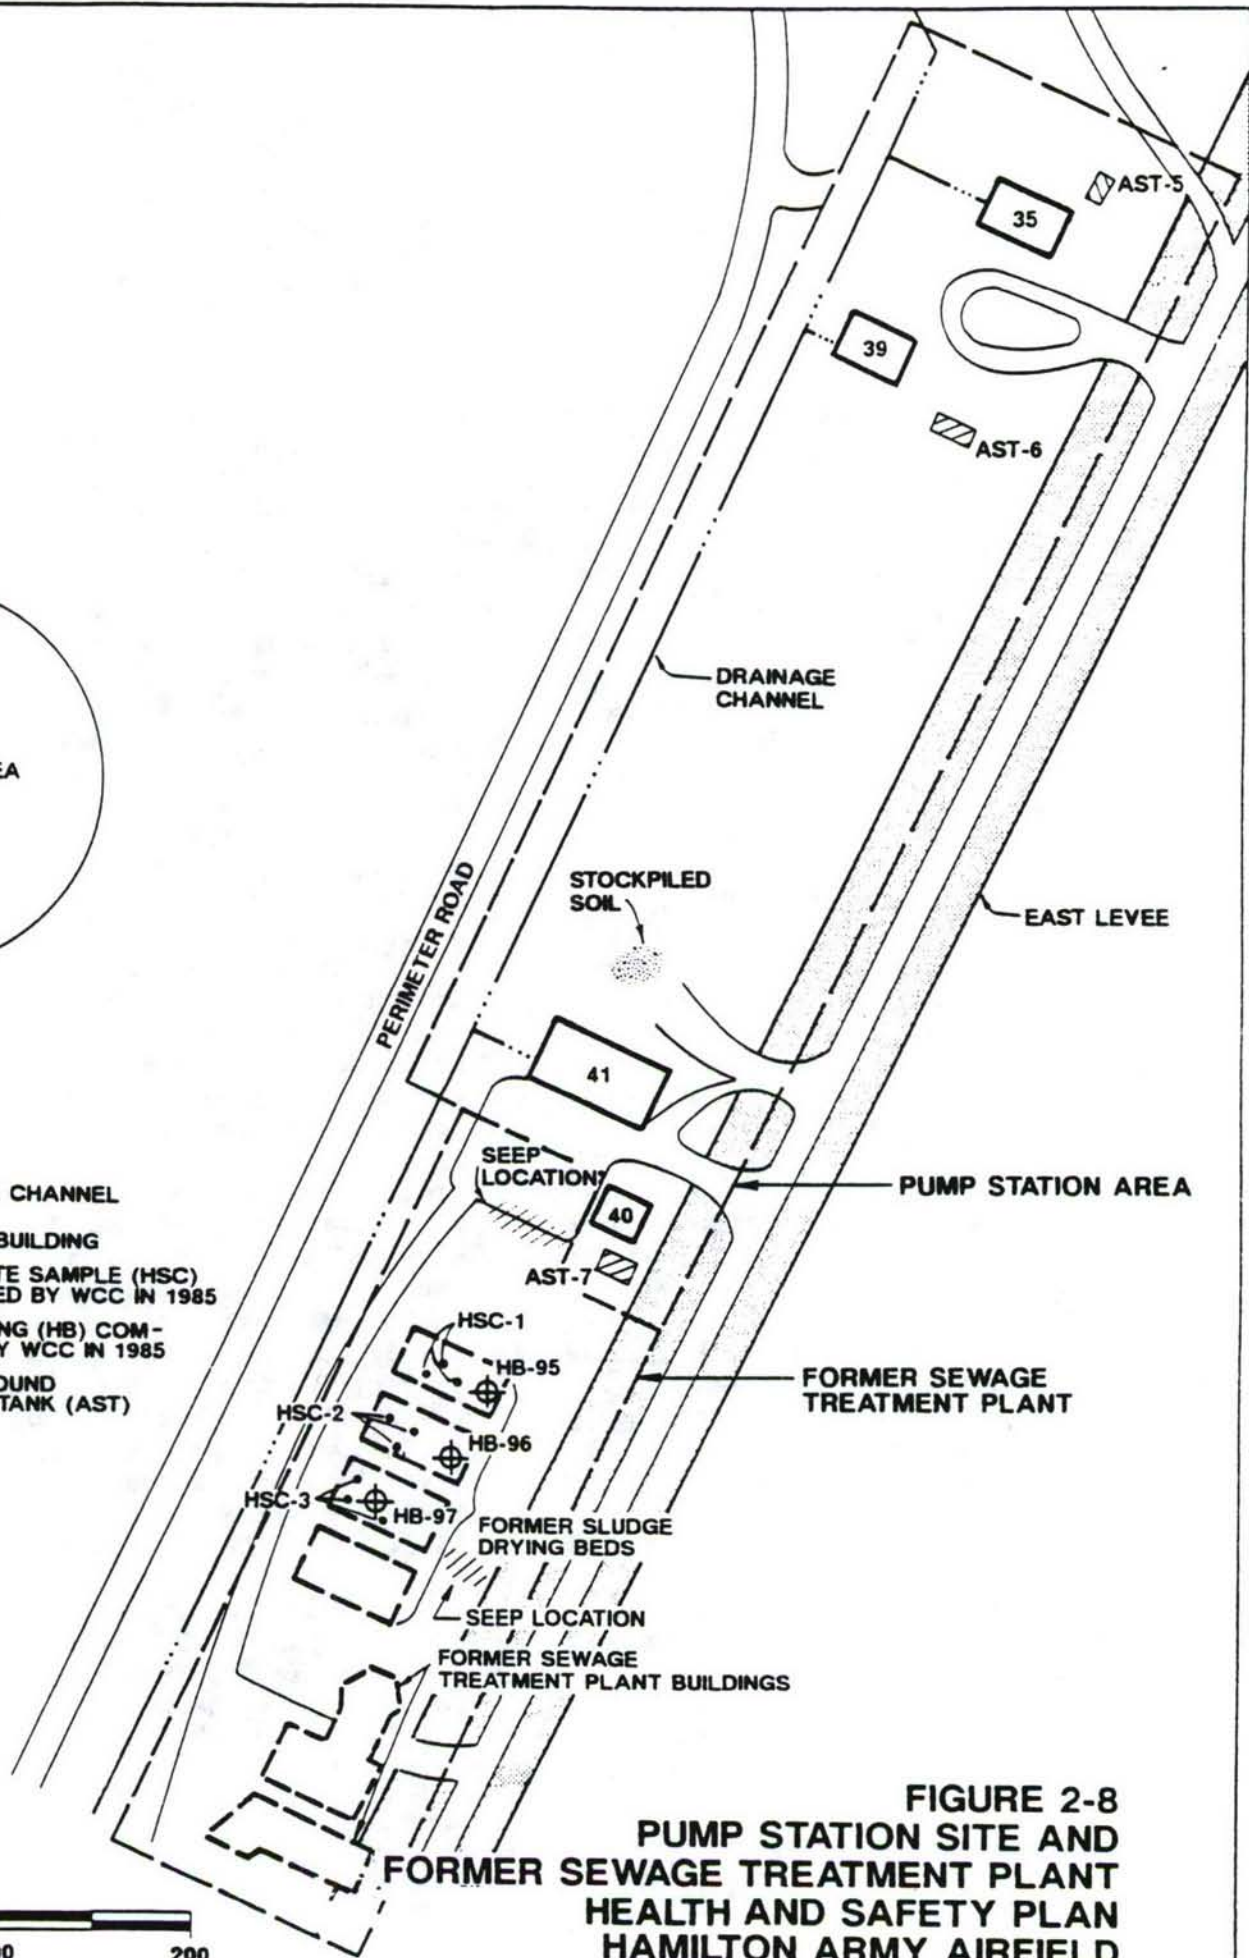 AST-5
35
39
AST-6
DRAINAGE
CHANNEL
EA
STOCKPILED
SOIL
EAST LEVEE
PERIMETER ROAD
41
SEEP
LOCATION
PUMP STATION AREA
40
AST-7
CHANNEL
BUILDING
TE SAMPLE (HSC)
ED BY WCC IN 1985
NG (HB) COM-
Y WCC IN 1985
OUND
TANK (AST)
HSC-1
HB-95
FORMER SEWAGE
TREATMENT PLANT
HSC-2
HB-96
HSC-3
HB-97
FORMER SLUDGE
DRYING BEDS
SEEP LOCATION
FORMER SEWAGE
TREATMENT PLANT BUILDINGS
FIGURE 2-8
PUMP STATION SITE AND
FORMER SEWAGE TREATMENT PLANT
HEALTH AND SAFETY PLAN
HAMILTON ARMY AIRFIELD
200